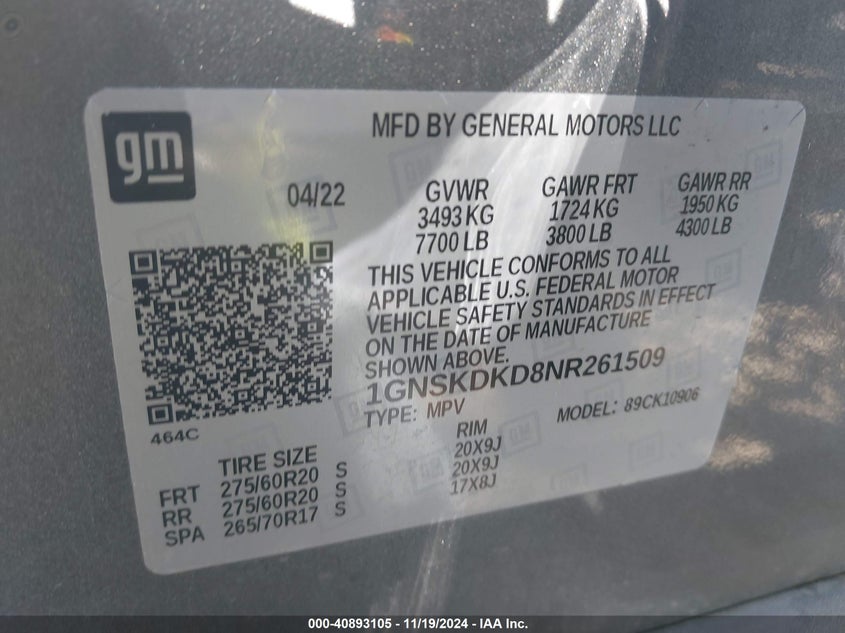 gm
MFD BY GENERAL MOTORS LLC
04/22
GVWR
3493 KG
7700 LB
GAWR FRT
1724 KG
3800 LB
GAWR RR
1950 KG
4300 LB
THIS VEHICLE CONFORMS TO ALL
APPLICABLE U.S. FEDERAL MOTOR
VEHICLE SAFETY STANDARDS IN EFFECT
ON THE DATE OF MANUFACTURE
SHOWN ABOVE.
1GNSKDKD8NR261509
TYPE: MPV
MODEL: 89CK10906
464C
TIRE SIZE
RIM
FRT 275/60R20 S 20X9J
RR 275/60R20 S 20X9J
SPA 265/70R17 S 17X8J
000-40893105 - 11/19/2024 - IAA Inc.